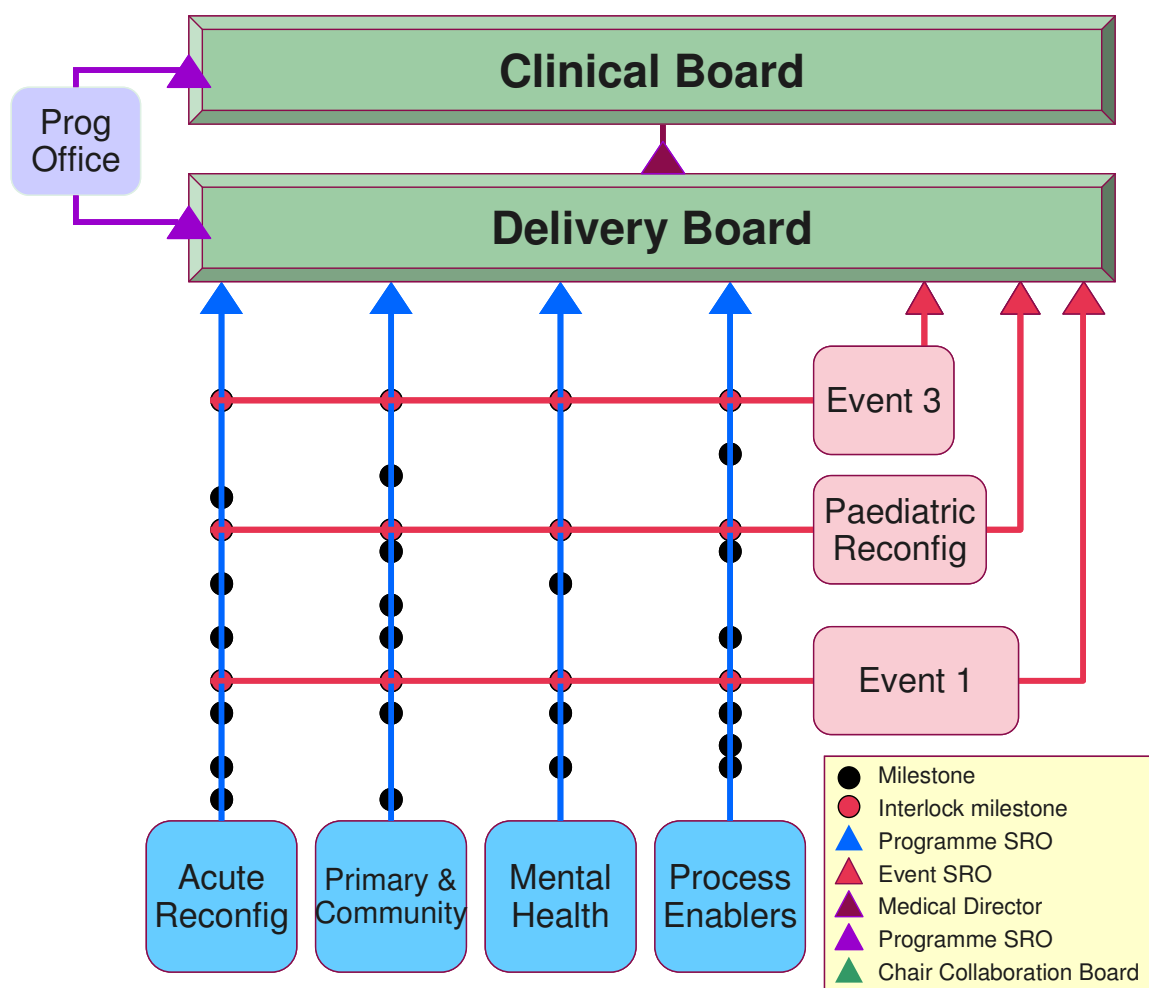 Clinical Board
Prog
Office
Delivery Board
Event 3
Paediatric
Reconfig
Event 1
Acute
Reconfig
Primary &
Community
Mental
Health
Process
Enablers
Milestone
Interlock milestone
Programme SRO
Event SRO
Medical Director
Programme SRO
Chair Collaboration Board